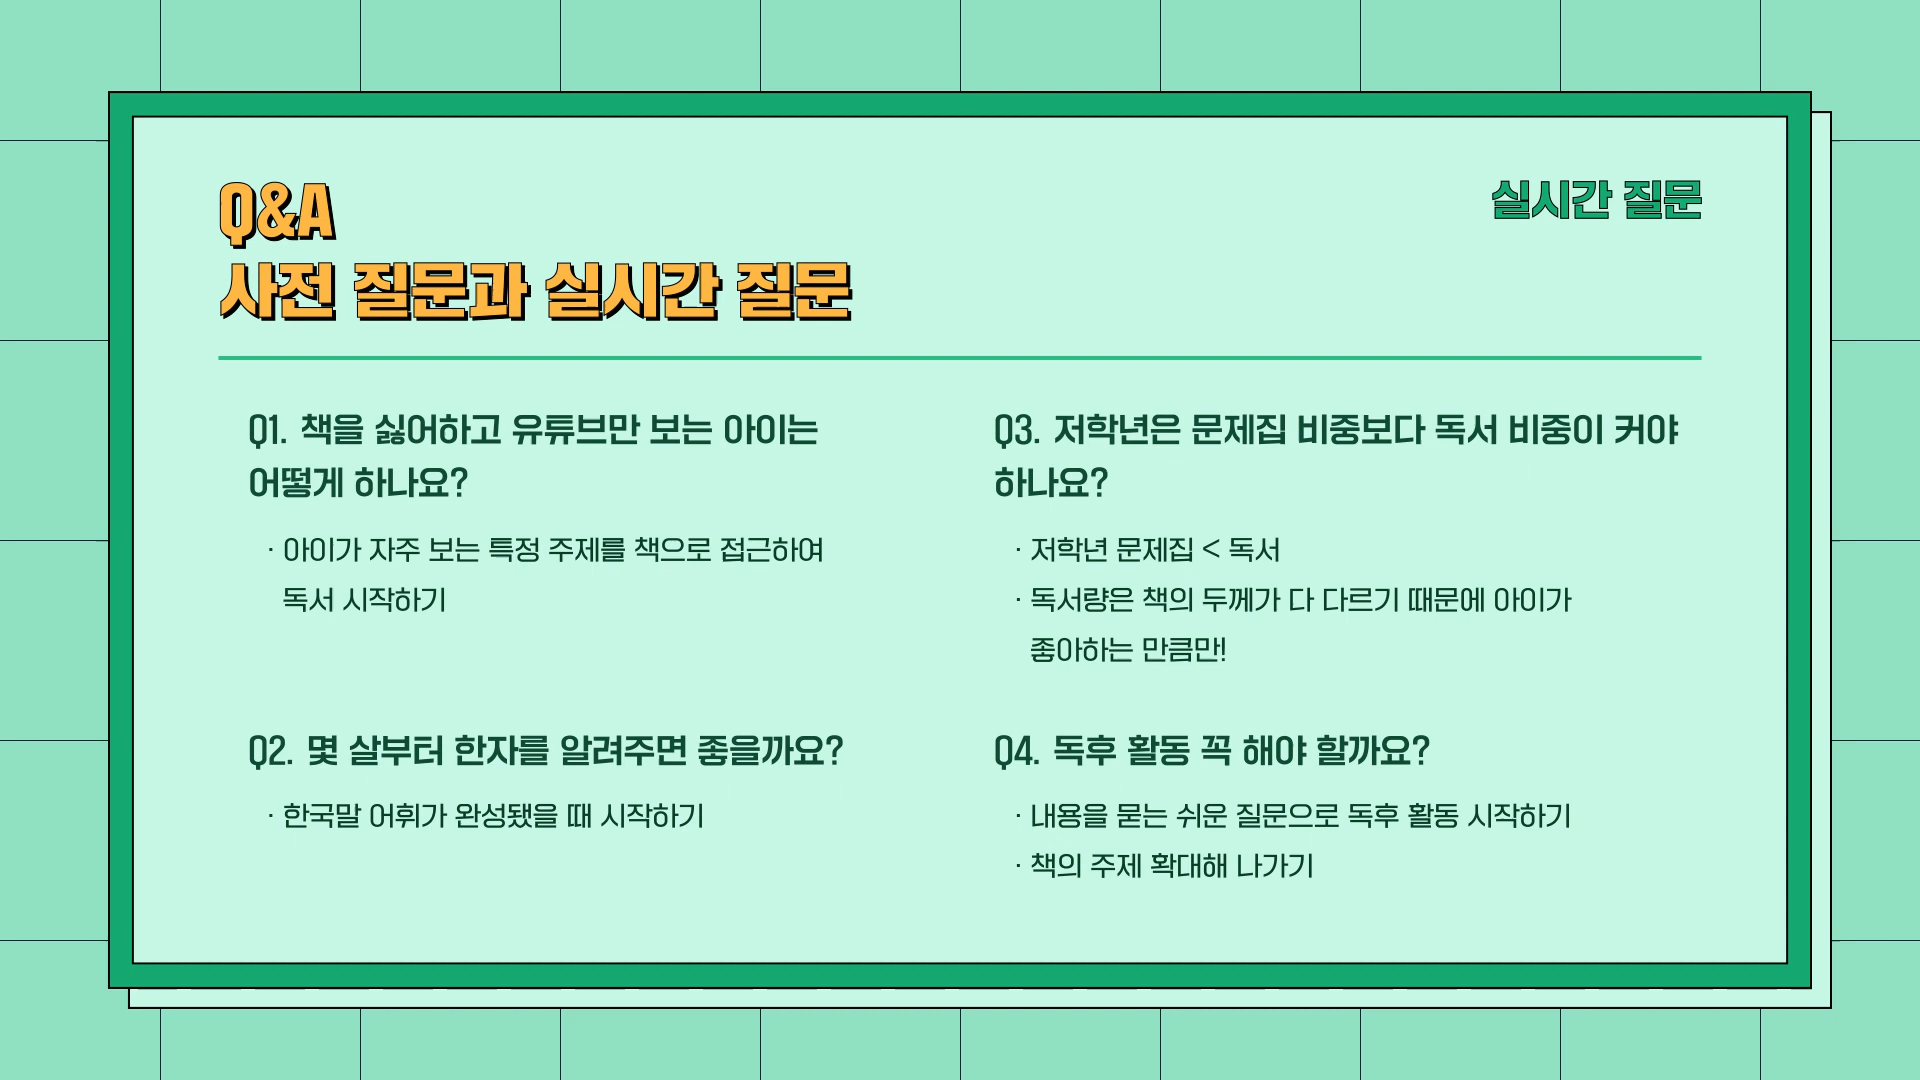 Q&A
사전 질문과 실시간 질문
실시간 질문
Q1. 책을 싫어하고 유튜브만 보는 아이는
어떻게 하나요?
· 아이가 자주 보는 특정 주제를 책으로 접근하여
독서 시작하기
Q2. 몇 살부터 한자를 알려주면 좋을까요?
· 한국말 어휘가 완성됐을 때 시작하기
Q3. 저학년은 문제집 비중보다 독서 비중이 커야
하나요?
· 저학년 문제집 < 독서
· 독서량은 책의 두께가 다 다르기 때문에 아이가
좋아하는 만큼만!
Q4. 독후 활동 꼭 해야 할까요?
· 내용을 묻는 쉬운 질문으로 독후 활동 시작하기
· 책의 주제 확대해 나가기